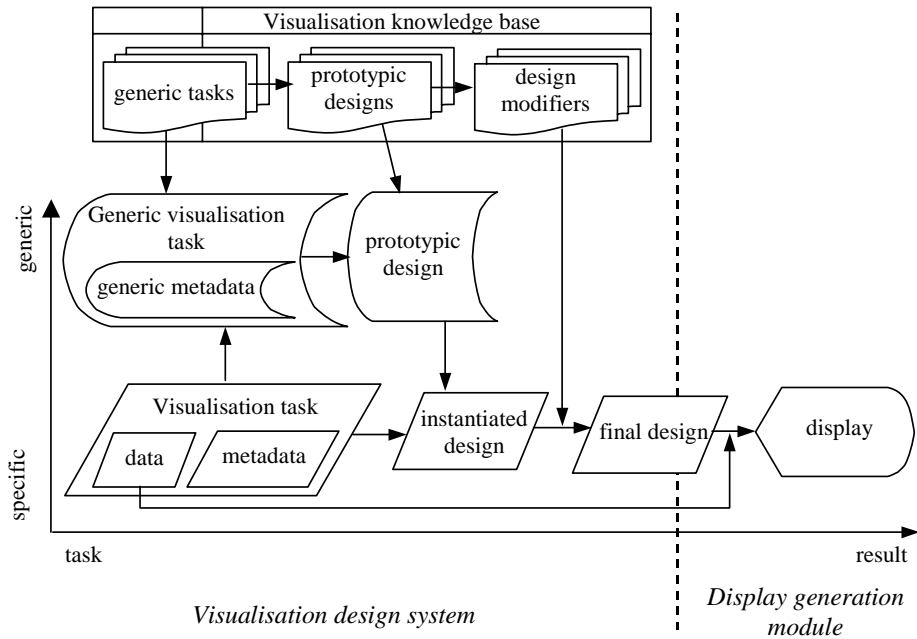 Visualisation knowledge base
generic tasks
prototypic
designs
design
modifiers
generic
Generic visualisation
task
generic metadata
prototypic
design
Visualisation task
data
metadata
instantiated
design
final design
display
specific
task
result
Visualisation design system
Display generation
module